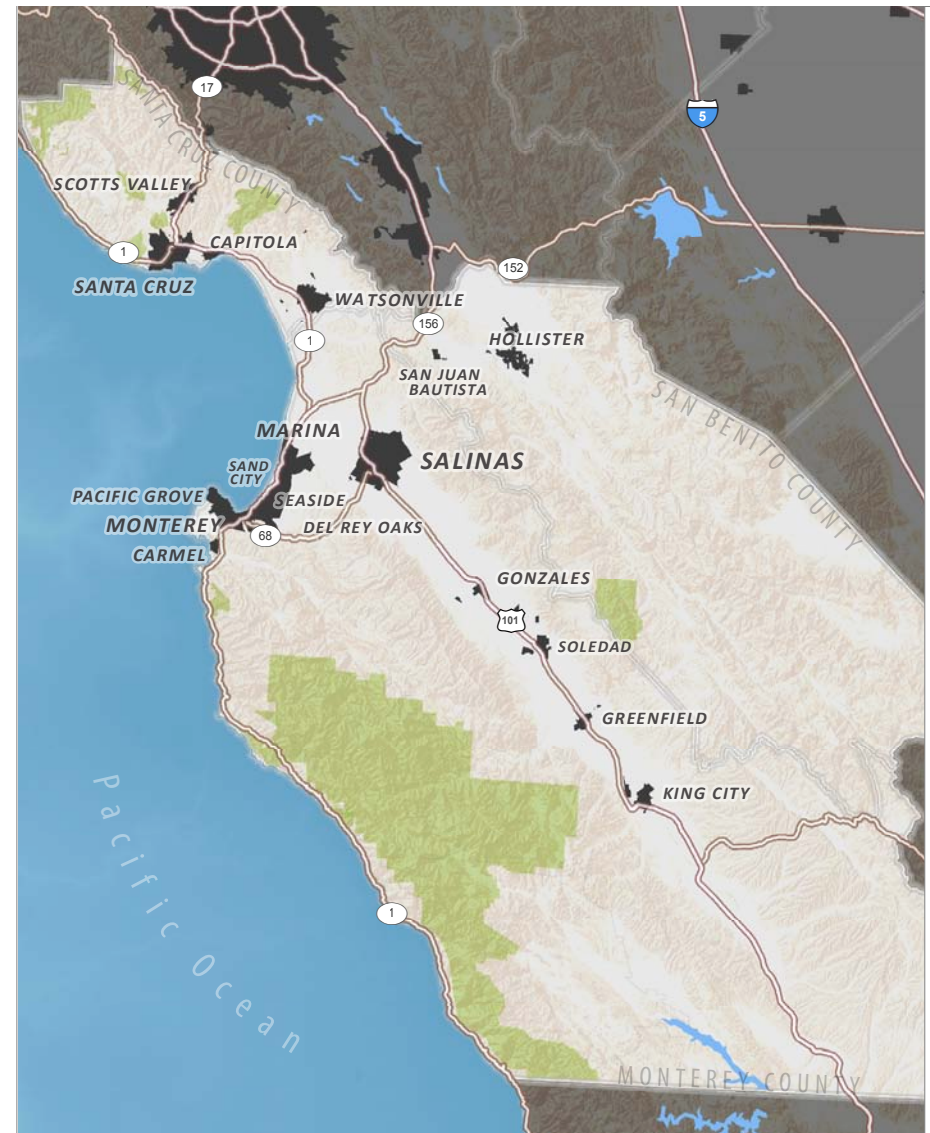 17
5
SANTA CRUZ COUNTY
SCOTTS VALLEY
1
CAPITOLA
152
SANTA CRUZ
WATSONVILLE
156
1
HOLLISTER
SAN JUAN
BAUTISTA
SAN BENITO COUNTY
MARINA
SALINAS
SAND
CITY
PACIFIC GROVE
SEASIDE
MONTEREY
DEL REY OAKS
68
CARMEL
GONZALES
101
SOLEDAD
GREENFIELD
KING CITY
Pacific Ocean
1
MONTEREY COUNTY